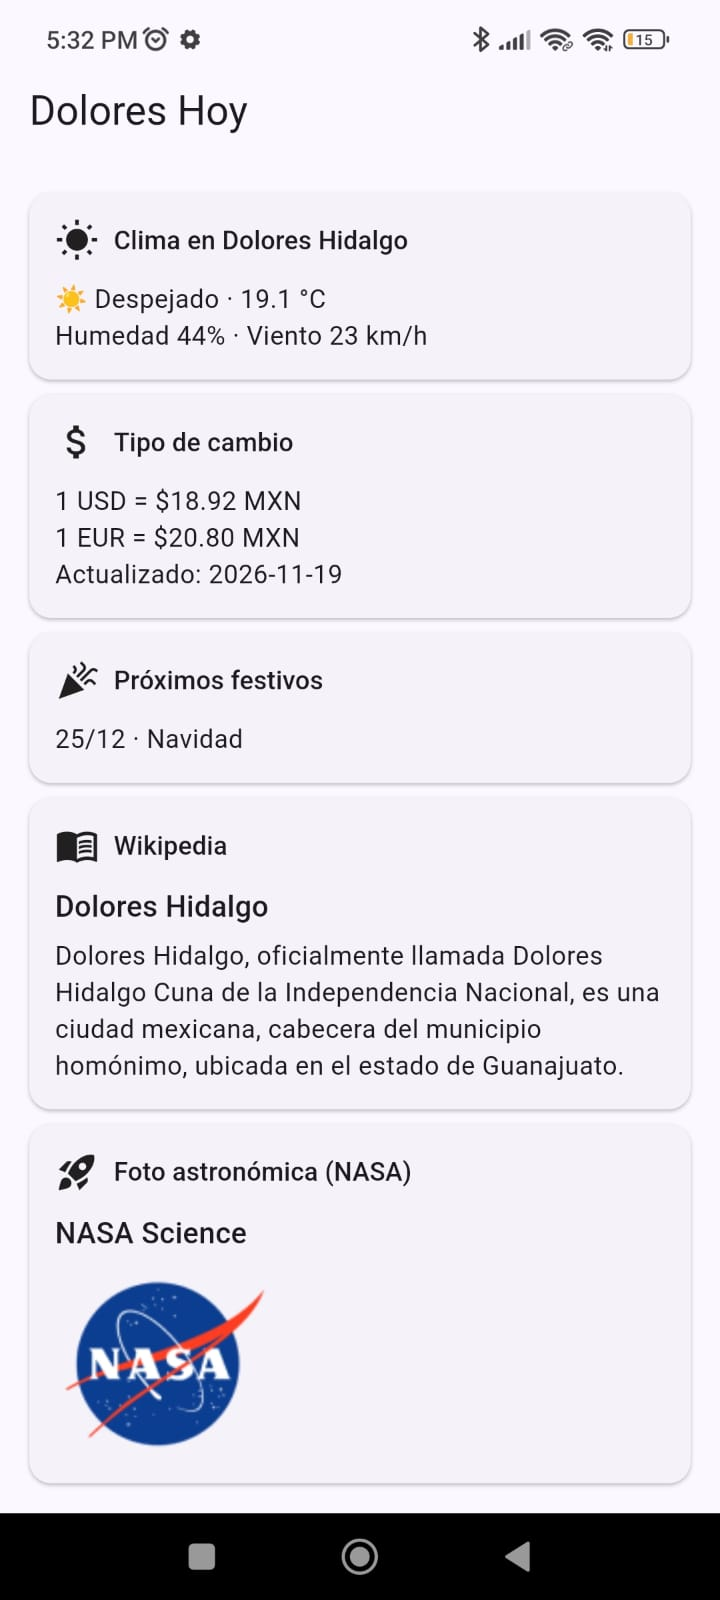 5:32 PM
15
Dolores Hoy
Clima en Dolores Hidalgo
☀️ Despejado · 19.1 °C
Humedad 44% · Viento 23 km/h
$ Tipo de cambio
1 USD = $18.92 MXN
1 EUR = $20.80 MXN
Actualizado: 2026-11-19
Próximos festivos
25/12 · Navidad
Wikipedia
Dolores Hidalgo
Dolores Hidalgo, oficialmente llamada Dolores
Hidalgo Cuna de la Independencia Nacional, es una
ciudad mexicana, cabecera del municipio
homónimo, ubicada en el estado de Guanajuato.
Foto astronómica (NASA)
NASA Science
NASA